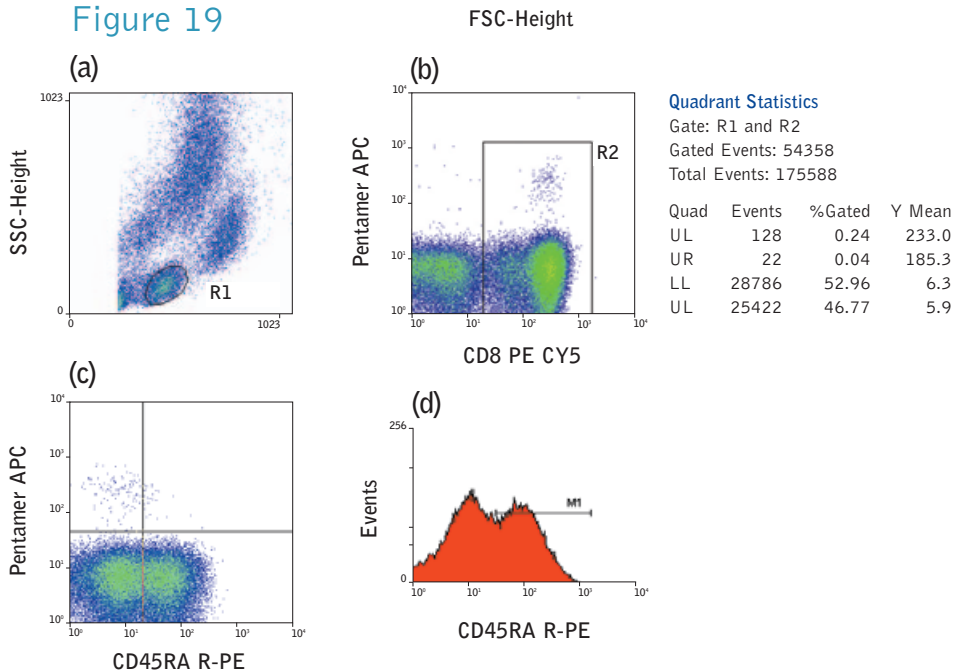 Figure 19
FSC-Height
(a)
1023
SSC-Height
R1
0
0 1023
(b)
10⁴
10³
10²
10¹
10⁰
Pentamer APC
R2
10⁰ 10¹ 10² 10³ 10⁴
CD8 PE CY5
Quadrant Statistics
Gate: R1 and R2
Gated Events: 54358
Total Events: 175588
Quad Events %Gated Y Mean
UL 128 0.24 233.0
UR 22 0.04 185.3
LL 28786 52.96 6.3
UL 25422 46.77 5.9
(c)
10⁴
10³
10²
10¹
10⁰
Pentamer APC
10⁰ 10¹ 10² 10³ 10⁴
CD45RA R-PE
(d)
256
Events
M1
0
10⁰ 10¹ 10² 10³ 10⁴
CD45RA R-PE